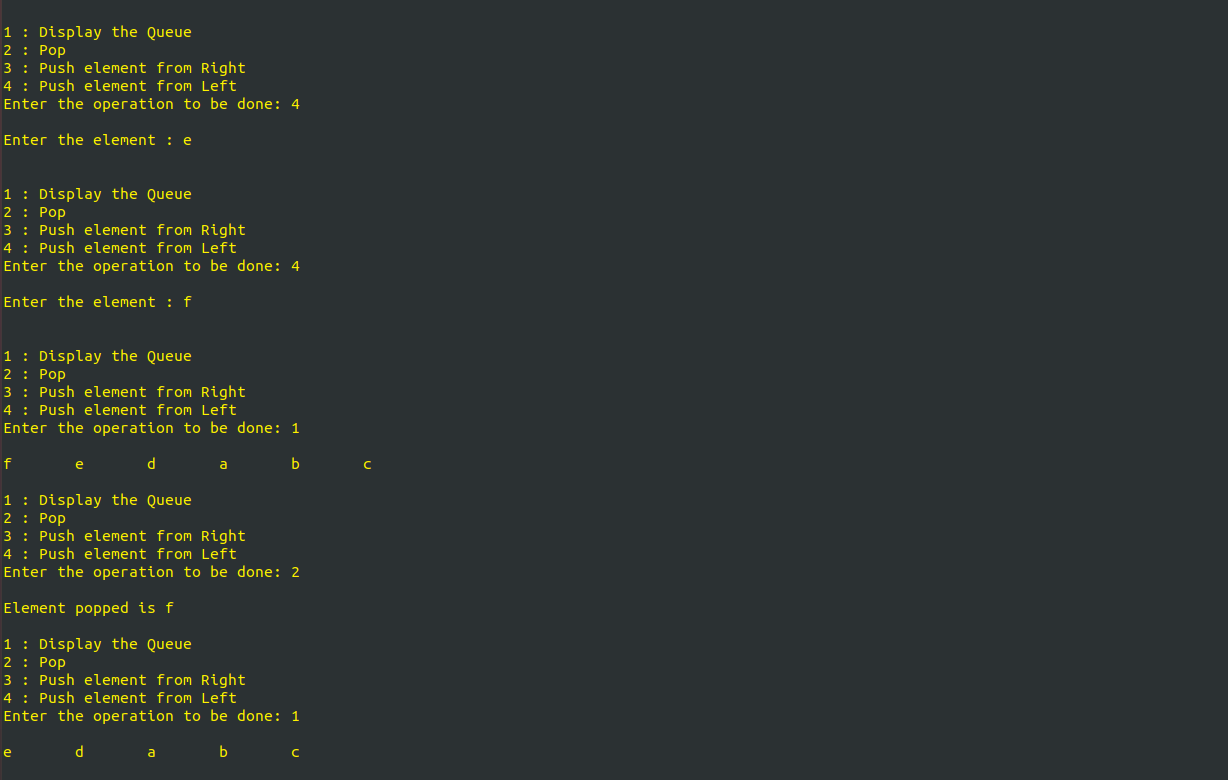 1 : Display the Queue
2 : Pop
3 : Push element from Right
4 : Push element from Left
Enter the operation to be done: 4
Enter the element : e
1 : Display the Queue
2 : Pop
3 : Push element from Right
4 : Push element from Left
Enter the operation to be done: 4
Enter the element : f
1 : Display the Queue
2 : Pop
3 : Push element from Right
4 : Push element from Left
Enter the operation to be done: 1
f e d a b c
1 : Display the Queue
2 : Pop
3 : Push element from Right
4 : Push element from Left
Enter the operation to be done: 2
Element popped is f
1 : Display the Queue
2 : Pop
3 : Push element from Right
4 : Push element from Left
Enter the operation to be done: 1
e d a b c